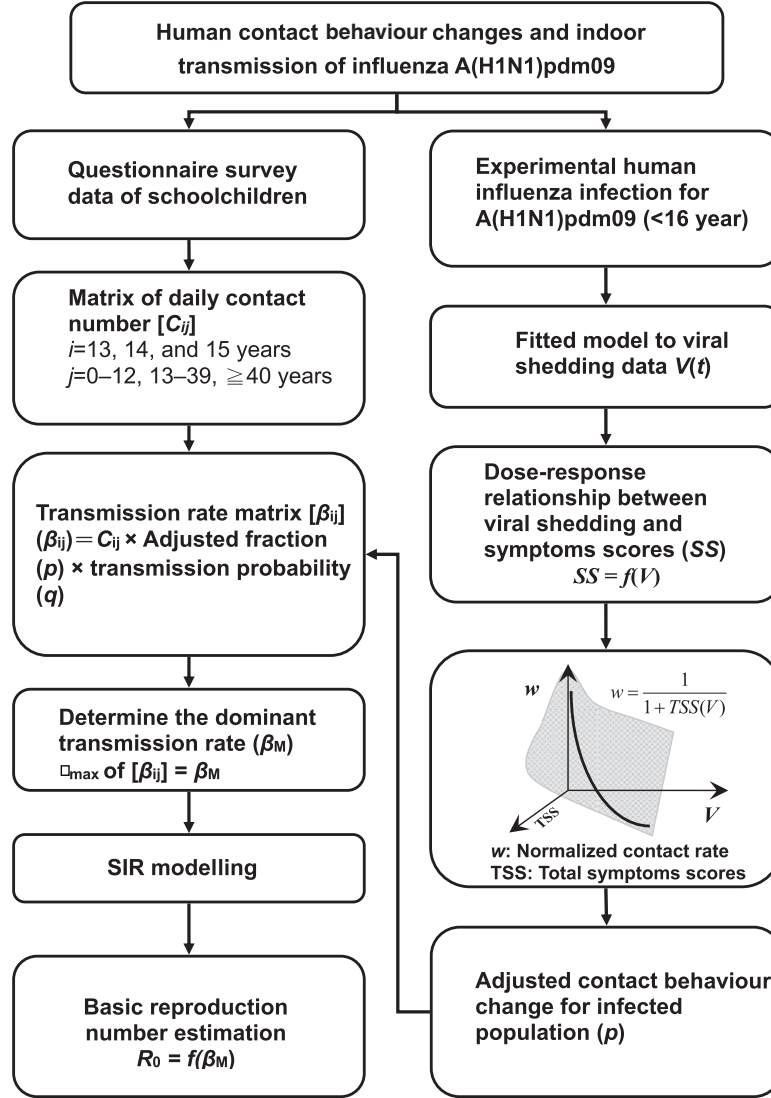 Human contact behaviour changes and indoor
transmission of influenza A(H1N1)pdm09
Questionnaire survey
data of schoolchildren
Matrix of daily contact
number [Cij]
i=13, 14, and 15 years
j=0–12, 13–39, ≧40 years
Transmission rate matrix [βij]
(βij)=Cij × Adjusted fraction
(p) × transmission probability
(q)
Determine the dominant
transmission rate (βM)
□max of [βij] = βM
SIR modelling
Basic reproduction
number estimation
R0 = f(βM)
Experimental human
influenza infection for
A(H1N1)pdm09 (<16 year)
Fitted model to viral
shedding data V(t)
Dose-response
relationship between
viral shedding and
symptoms scores (SS)
SS = f(V)
w
w = 1 / 1 + TSS(V)
V
TSS
w: Normalized contact rate
TSS: Total symptoms scores
Adjusted contact behaviour
change for infected
population (p)